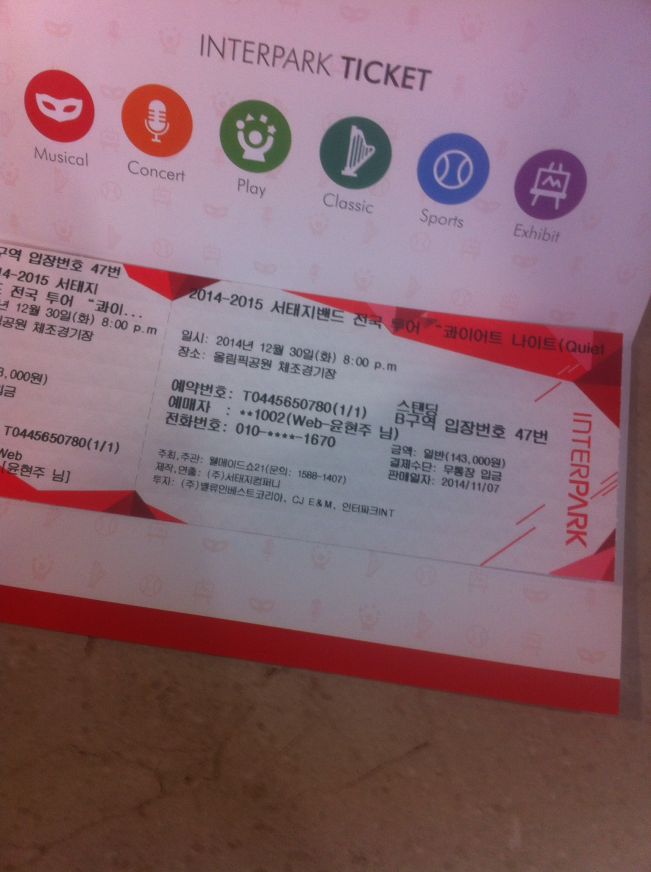 INTERPARK TICKET
Musical
Concert
Play
Classic
Sports
Exhibit
구역 입장번호 47번
4-2015 서태지
전국 투어 "콰이...
년 12월 30일(화) 8:00 p.m
공원 체조경기장
3,000원)
입금
T0445650780(1/1)
Web
[윤현주 님]
2014-2015 서태지밴드 전국 투어 "콰이어트 나이트(Quiet
일시: 2014년 12월 30일(화) 8:00 p.m
장소: 올림픽공원 체조경기장
예약번호: T0445650780(1/1)
예매자 : **1002(Web-윤현주 님)
전화번호: 010-****-1670
스탠딩
B구역 입장번호 47번
금액: 일반(143,000원)
결제수단: 무통장 입금
판매일자: 2014/11/07
주최,주관: 웰메이드쇼21(문의: 1588-1407)
제작,연출: (주)서태지컴퍼니
투자: (주)밸류인베스트코리아, CJ E&M, 인터파크INT
INTERPARK